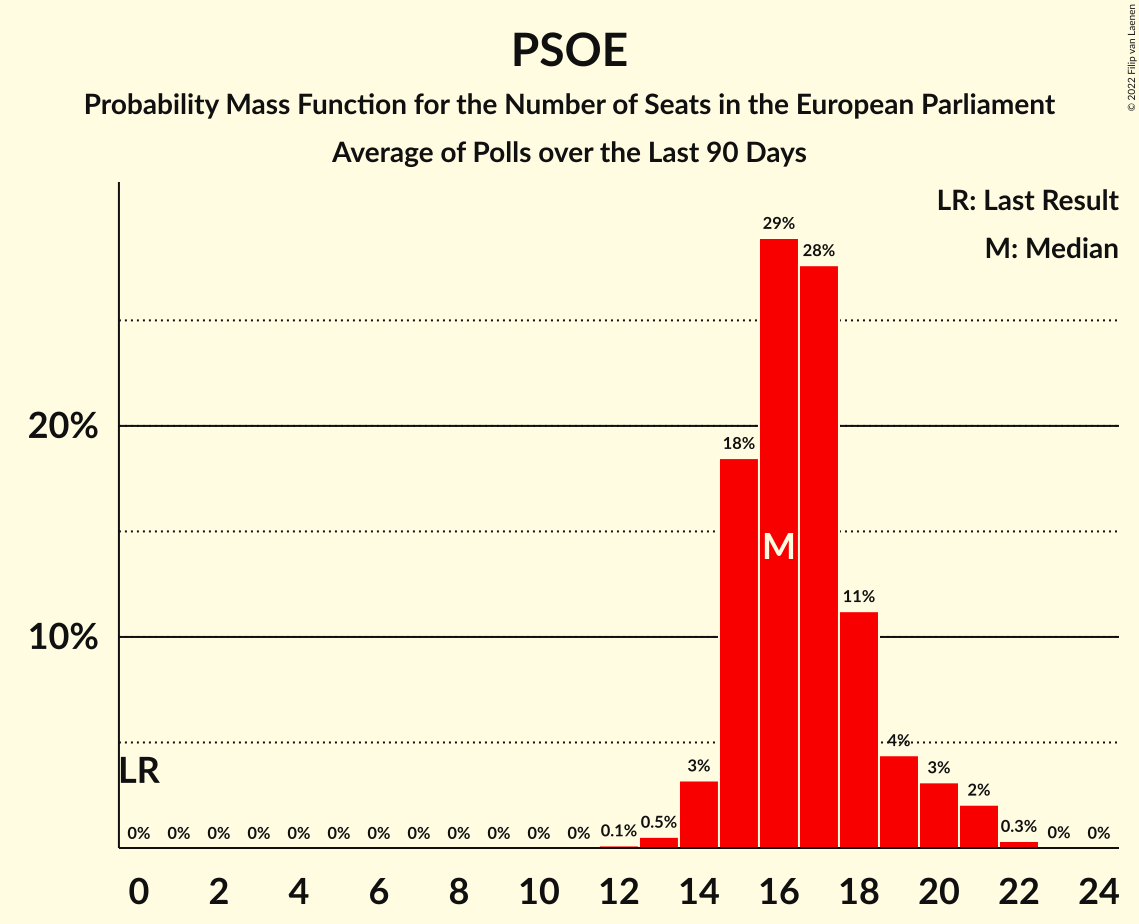 PSOE
Probability Mass Function for the Number of Seats in the European Parliament
Average of Polls over the Last 90 Days
© 2022 Filip van Laenen
LR: Last Result
M: Median
29%
28%
20%
18%
M
11%
10%
4%
LR
3%
3%
2%
0% 0% 0% 0% 0% 0% 0% 0% 0% 0% 0% 0% 0.1% 0.5% 0.3% 0% 0%
0 2 4 6 8 10 12 14 16 18 20 22 24